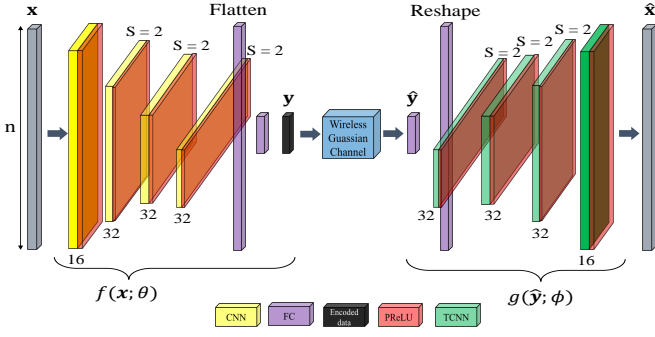 x
Flatten
Reshape
x̂
S = 2
S = 2
S = 2
S = 2
S = 2
S = 2
n
y
ŷ
Wireless
Guassian
Channel
16
32
32
32
32
32
32
16
f(x; θ)
g(ŷ; ϕ)
CNN
FC
Encoded
data
PReLU
TCNN